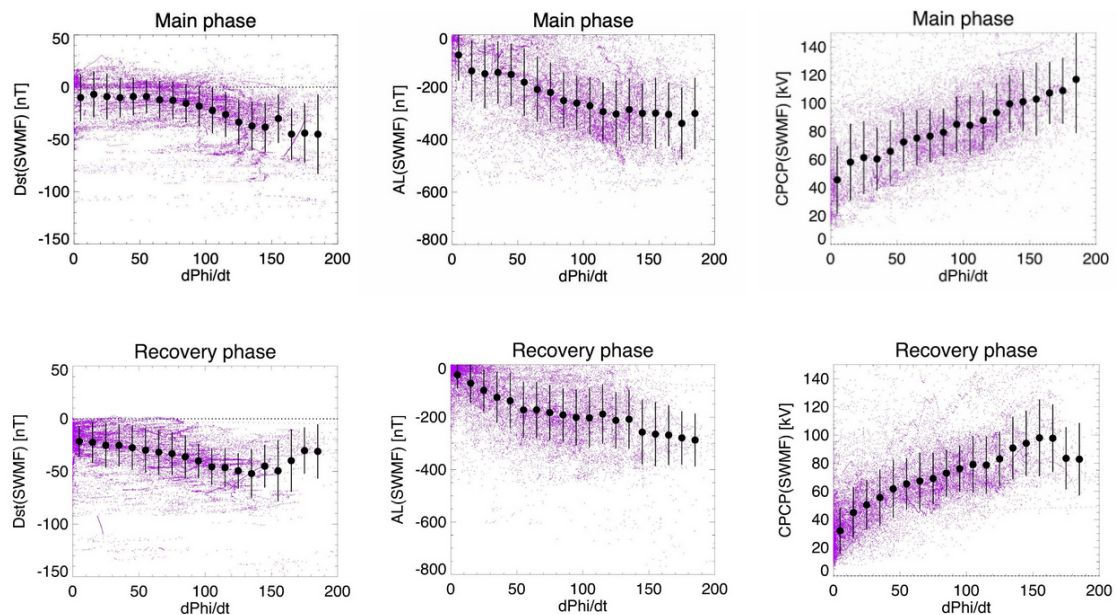 Main phase
Dst(SWMF) [nT]
50
0
-50
-100
-150
0 50 100 150 200
dPhi/dt
Main phase
AL(SWMF) [nT]
0
-200
-400
-600
-800
0 50 100 150 200
dPhi/dt
Main phase
CPCP(SWMF) [kV]
140
120
100
80
60
40
20
0
0 50 100 150 200
dPhi/dt
Recovery phase
Dst(SWMF) [nT]
50
0
-50
-100
-150
0 50 100 150 200
dPhi/dt
Recovery phase
AL(SWMF) [nT]
0
-200
-400
-600
-800
0 50 100 150 200
dPhi/dt
Recovery phase
CPCP(SWMF) [kV]
140
120
100
80
60
40
20
0
0 50 100 150 200
dPhi/dt